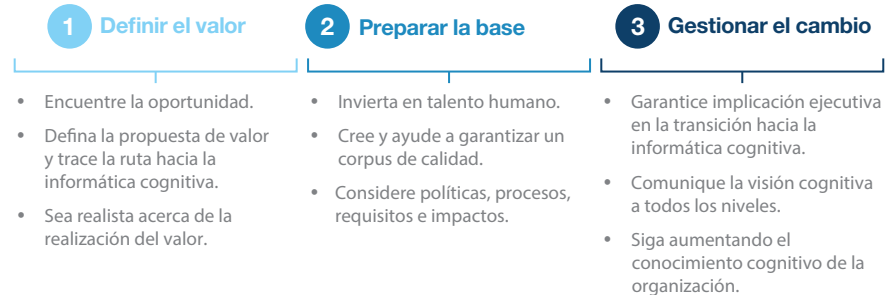 1 Definir el valor
• Encuentre la oportunidad.
• Defina la propuesta de valor
y trace la ruta hacia la
informática cognitiva.
• Sea realista acerca de la
realización del valor.
2 Preparar la base
• Invierta en talento humano.
• Cree y ayude a garantizar un
corpus de calidad.
• Considere políticas, procesos,
requisitos e impactos.
3 Gestionar el cambio
• Garantice implicación ejecutiva
en la transición hacia la
informática cognitiva.
• Comunique la visión cognitiva
a todos los niveles.
• Siga aumentando el
conocimiento cognitivo de la
organización.